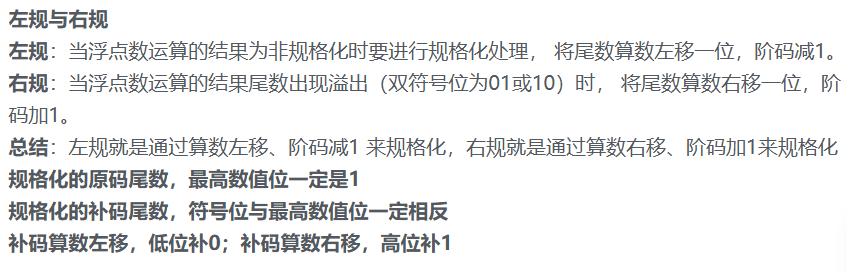 左规与右规
左规：当浮点数运算的结果为非规格化时要进行规格化处理， 将尾数算数左移一位，阶码减1。
右规：当浮点数运算的结果尾数出现溢出（双符号位为01或10）时， 将尾数算数右移一位，阶
码加1。
总结：左规就是通过算数左移、阶码减1 来规格化，右规就是通过算数右移、阶码加1来规格化
规格化的原码尾数，最高数值位一定是1
规格化的补码尾数，符号位与最高数值位一定相反
补码算数左移，低位补0；补码算数右移，高位补1